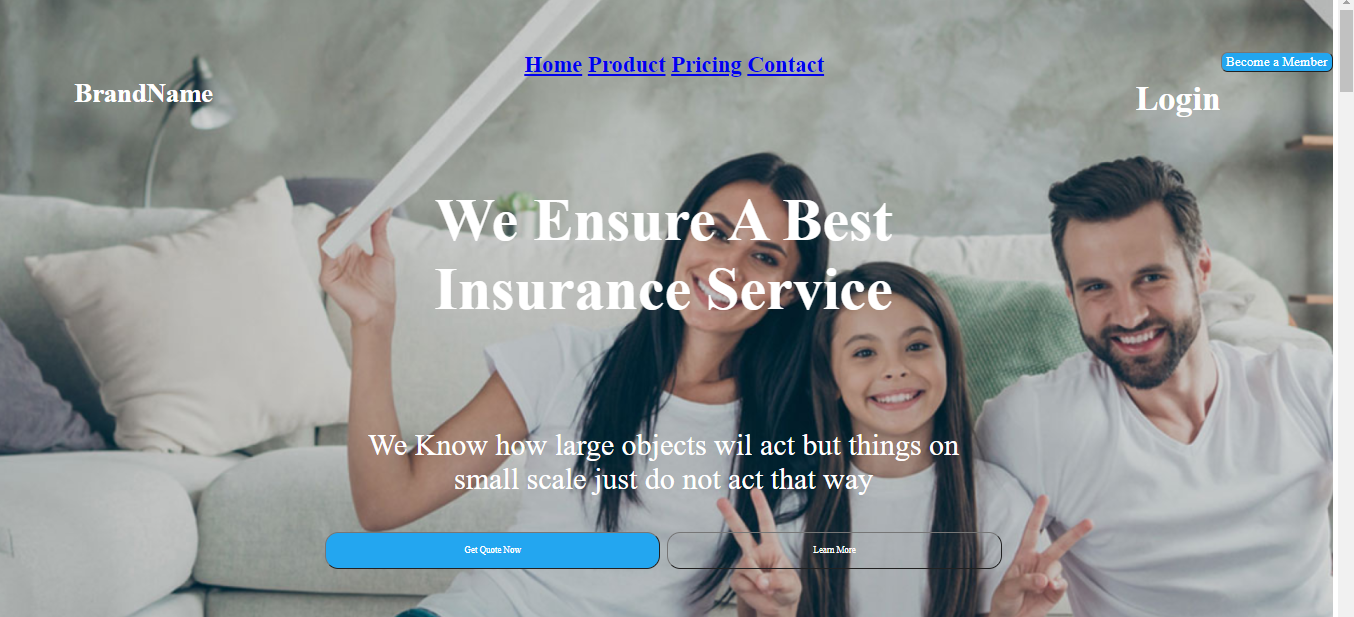 Home Product Pricing Contact
Become a Member
BrandName
Login
We Ensure A Best
Insurance Service
We Know how large objects wil act but things on
small scale just do not act that way
Get Quote Now
Learn More